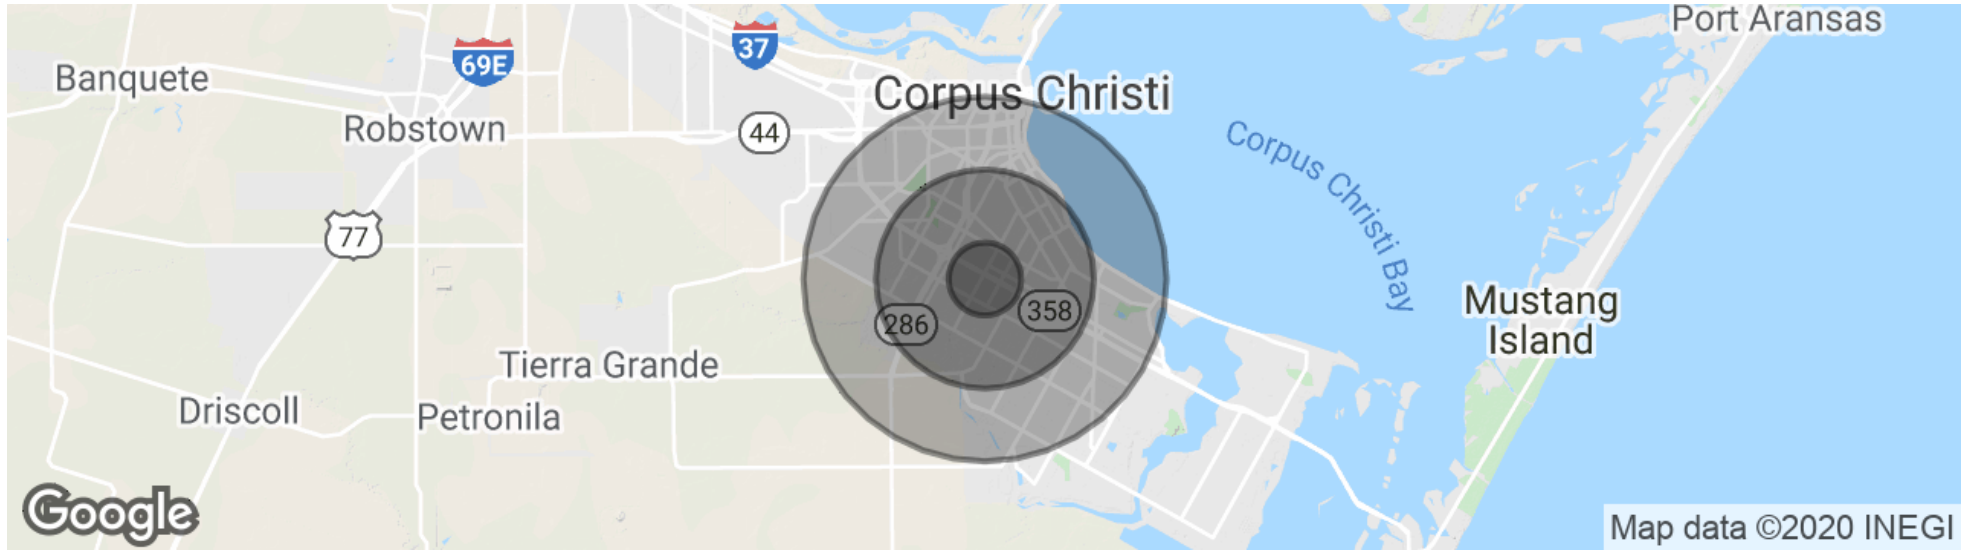 Port Aransas
37
69E
Banquete
Corpus Christi
Robstown
44
Corpus Christi Bay
77
Mustang
Island
286
358
Tierra Grande
Driscoll
Petronila
Google
Map data ©2020 INEGI